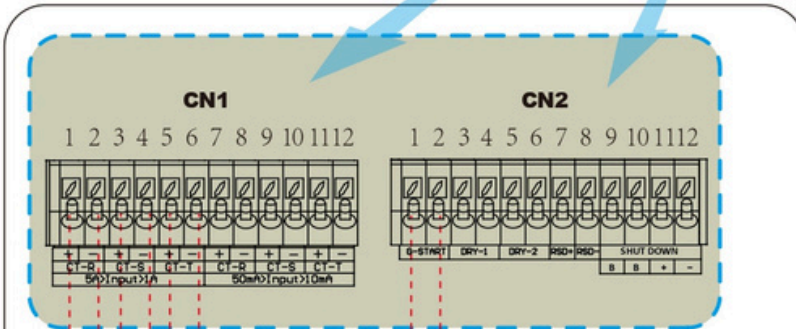 CN1
CN2
1 2 3 4 5 6 7 8 9 10 11 12
1 2 3 4 5 6 7 8 9 10 11 12
+ − + − + − + − + − + −
CT-R CT-S CT-T CT-R CT-S CT-T
5A>Input>1A 50mA>Input>10mA
G-START DRY-1 DRY-2 RSD+ RSD- SHUT DOWN
B B + −